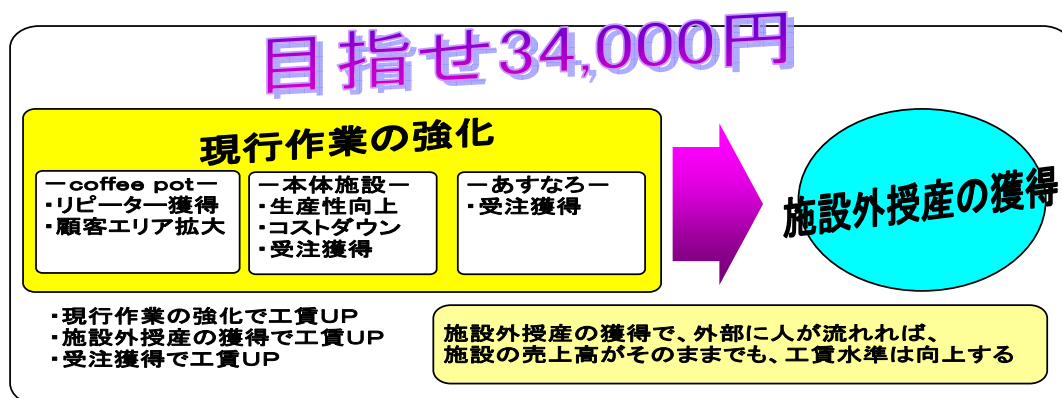 目指せ34,000円
現行作業の強化
ーcoffee potー
・リピーター獲得
・顧客エリア拡大
ー本体施設ー
・生産性向上
・コストダウン
・受注獲得
ーあすなろー
・受注獲得
施設外授産の獲得
・現行作業の強化で工賃UP
・施設外授産の獲得で工賃UP
・受注獲得で工賃UP
施設外授産の獲得で、外部に人が流れれば、
施設の売上高がそのままでも、工賃水準は向上する